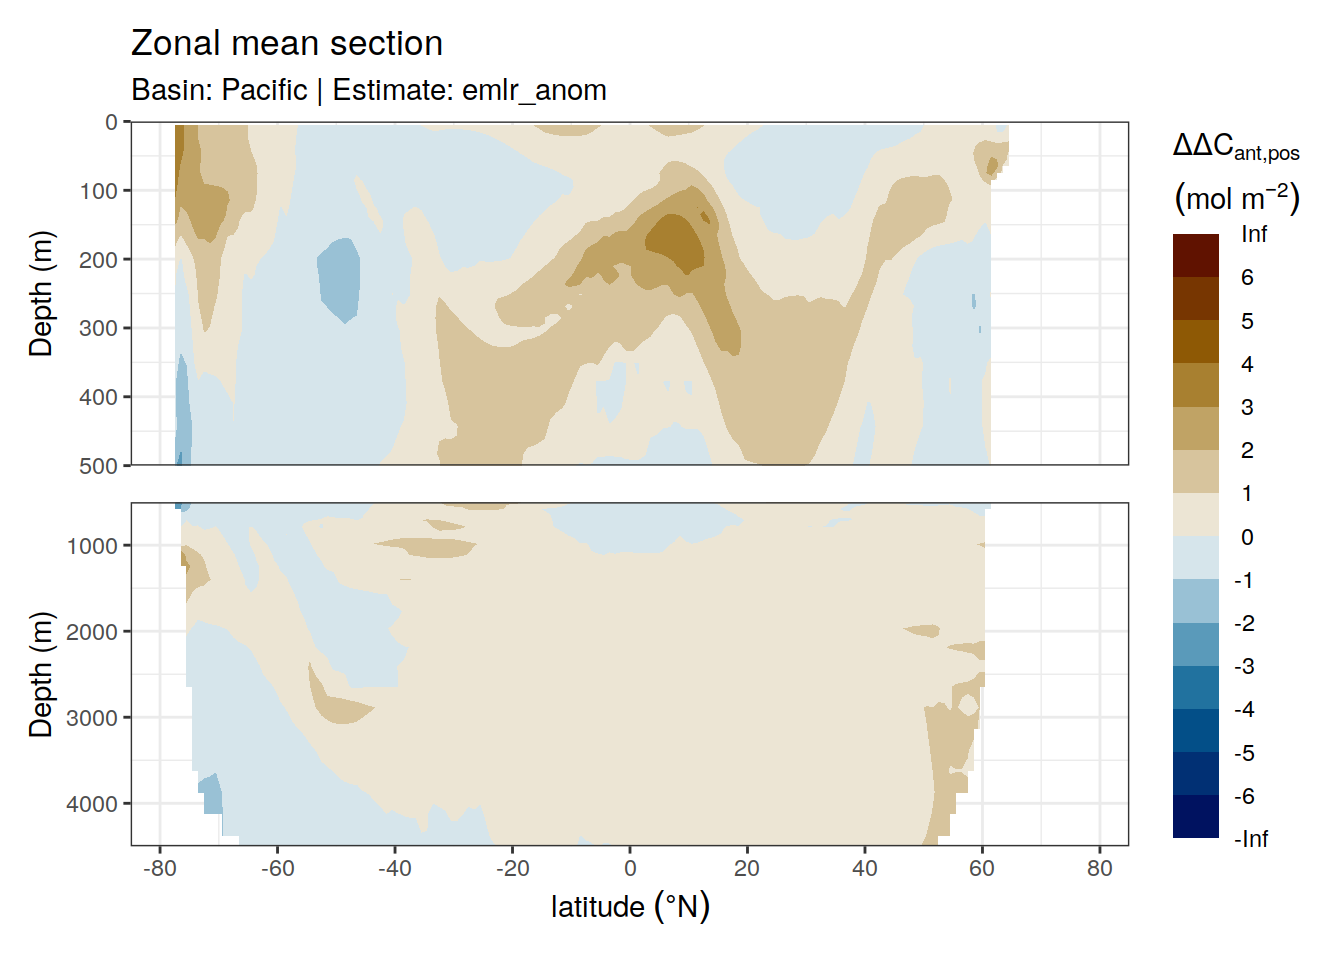 Zonal mean section
Basin: Pacific | Estimate: emlr_anom
0
100
200
300
400
500
Depth (m)
1000
2000
3000
4000
Depth (m)
-80 -60 -40 -20 0 20 40 60 80
latitude (°N)
ΔΔCant,pos
(mol m−2)
Inf
6
5
4
3
2
1
0
-1
-2
-3
-4
-5
-6
-Inf